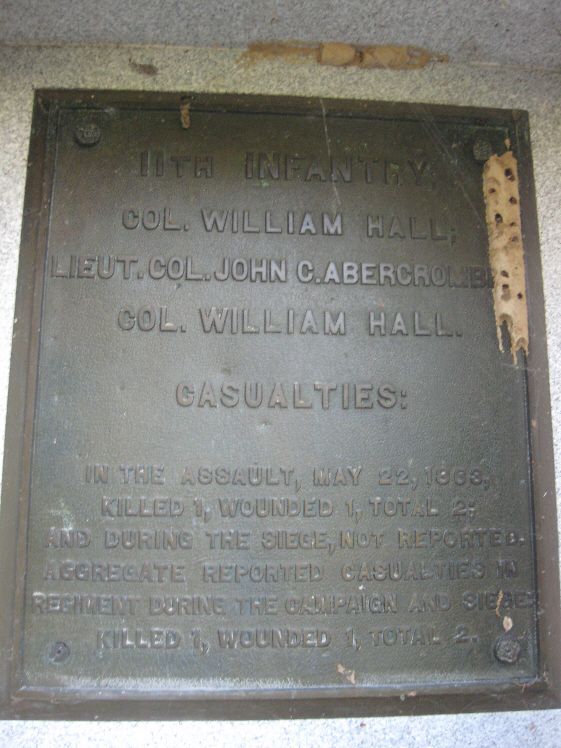 11TH INFANTRY;
COL. WILLIAM HALL;
LIEUT. COL. JOHN C. ABERCROMBI
COL. WILLIAM HALL.
CASUALTIES:
IN THE ASSAULT, MAY 22, 1863,
KILLED 1, WOUNDED 1, TOTAL 2;
AND DURING THE SIEGE, NOT REPORTED.
AGGREGATE REPORTED CASUALTIES IN
REGIMENT DURING THE CAMPAIGN AND SIEGE:
KILLED 1, WOUNDED 1, TOTAL 2.